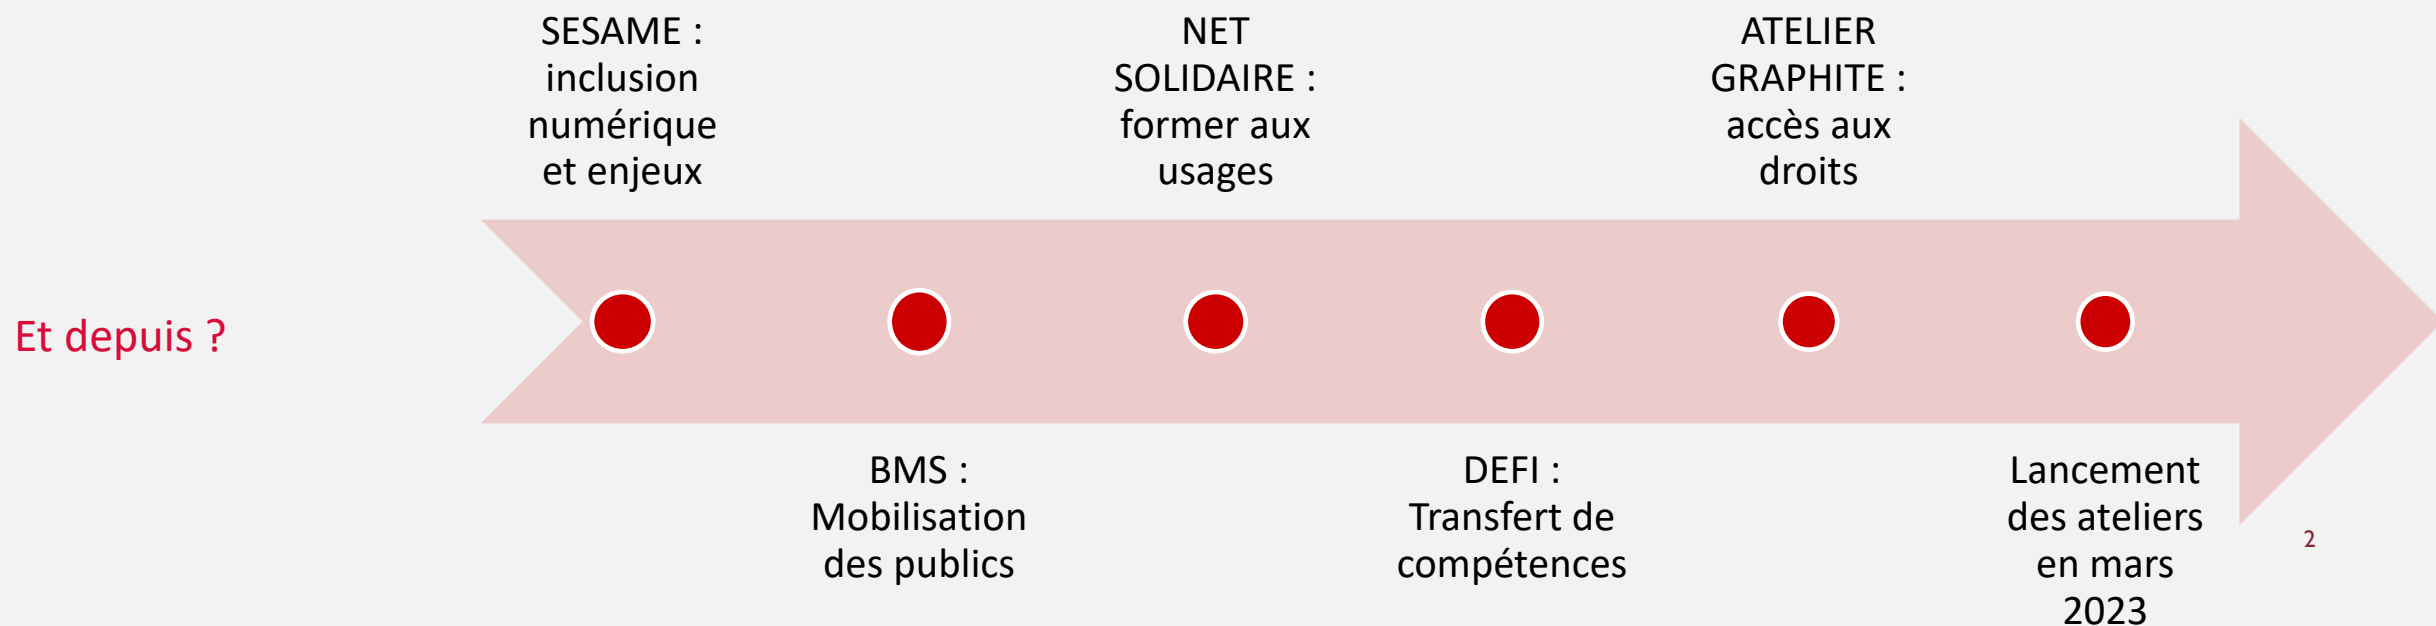 Et depuis ?
SESAME :
inclusion
numérique
et enjeux
BMS :
Mobilisation
des publics
NET
SOLIDAIRE :
former aux
usages
DEFI :
Transfert de
compétences
ATELIER
GRAPHITE :
accès aux
droits
Lancement
des ateliers
en mars
2023
2